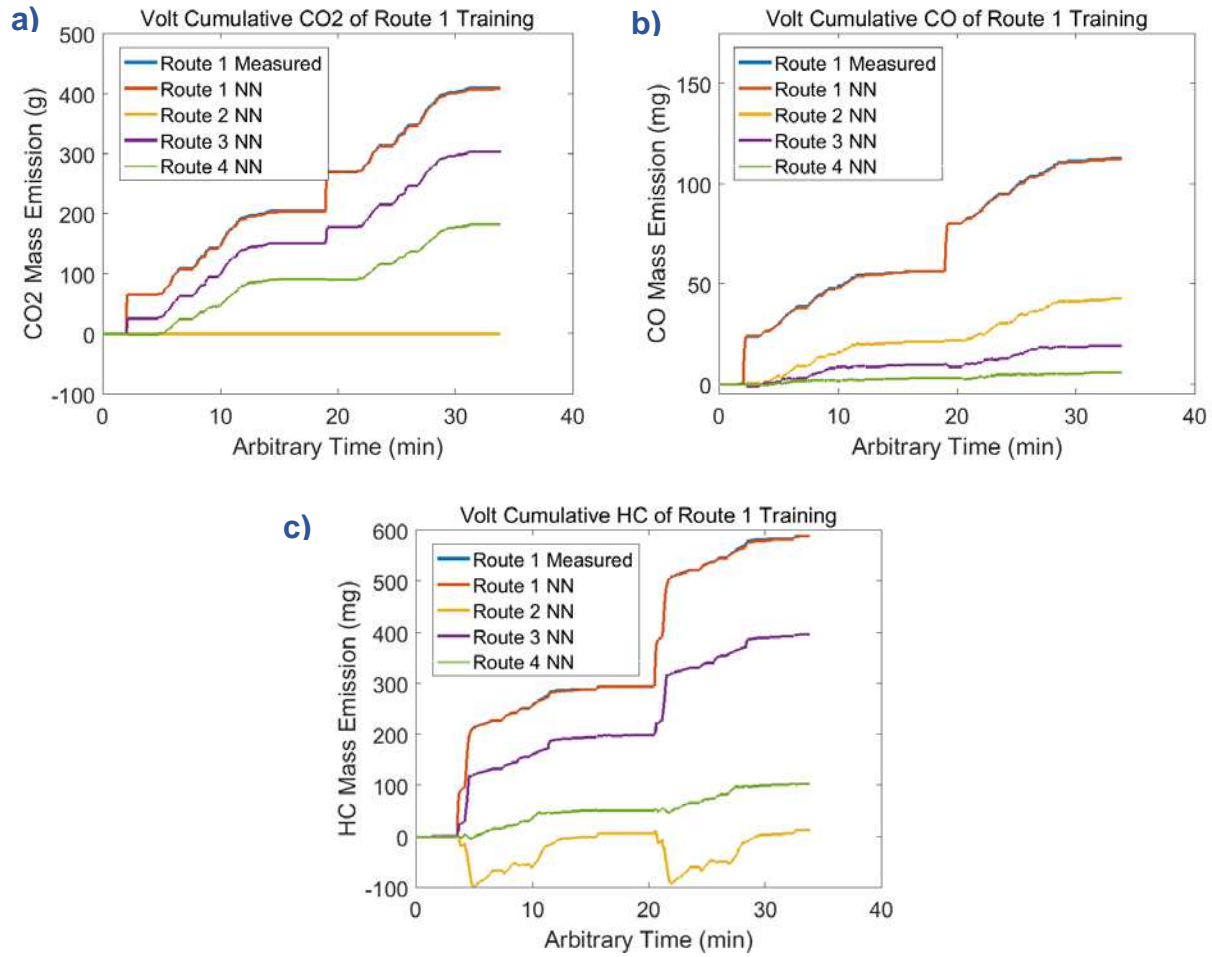 a)
Volt Cumulative CO2 of Route 1 Training
500
400
300
200
100
0
-100
CO2 Mass Emission (g)
Route 1 Measured
Route 1 NN
Route 2 NN
Route 3 NN
Route 4 NN
0 10 20 30 40
Arbitrary Time (min)
b)
Volt Cumulative CO of Route 1 Training
150
100
50
0
CO Mass Emission (mg)
Route 1 Measured
Route 1 NN
Route 2 NN
Route 3 NN
Route 4 NN
0 10 20 30 40
Arbitrary Time (min)
c)
Volt Cumulative HC of Route 1 Training
600
500
400
300
200
100
0
-100
HC Mass Emission (mg)
Route 1 Measured
Route 1 NN
Route 2 NN
Route 3 NN
Route 4 NN
0 10 20 30 40
Arbitrary Time (min)